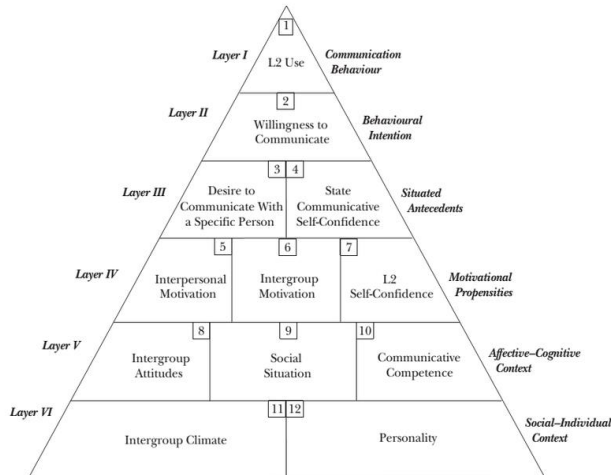 1
Layer I
L2 Use
Communication
Behaviour
2
Layer II
Willingness to
Communicate
Behavioural
Intention
3 4
Layer III
Desire to
Communicate With
a Specific Person
State
Communicative
Self-Confidence
Situated
Antecedents
5 6 7
Layer IV
Interpersonal
Motivation
Intergroup
Motivation
L2
Self-Confidence
Motivational
Propensities
8 9 10
Layer V
Intergroup
Attitudes
Social
Situation
Communicative
Competence
Affective–Cognitive
Context
11 12
Layer VI
Intergroup Climate
Personality
Social–Individual
Context